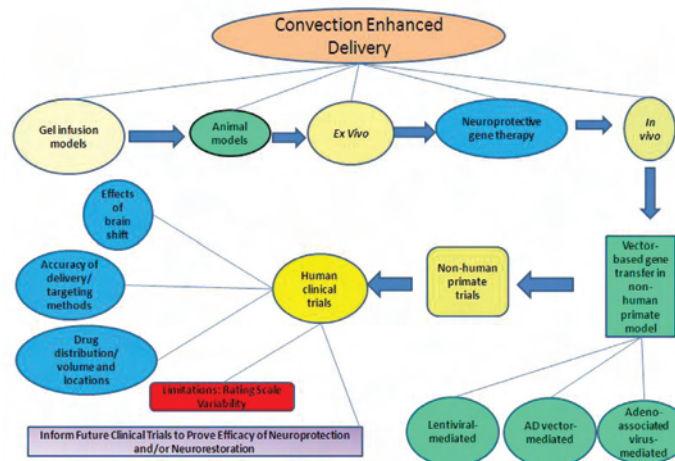 Convection Enhanced
Delivery
Gel infusion
models
Animal
models
Ex Vivo
Neuroprotective
gene therapy
In
vivo
Effects
of
brain
shift
Accuracy of
delivery/
targeting
methods
Drug
distribution/
volume and
locations
Human
clinical
trials
Non-human
primate
trials
Vector-
based gene
transfer in
non-
human
primate
model
Limitations: Rating Scale
Variability
Inform Future Clinical Trials to Prove Efficacy of Neuroprotection
and/or Neurorestoration
Lentiviral-
mediated
AD vector-
mediated
Adeno-
associated
virus-
mediated